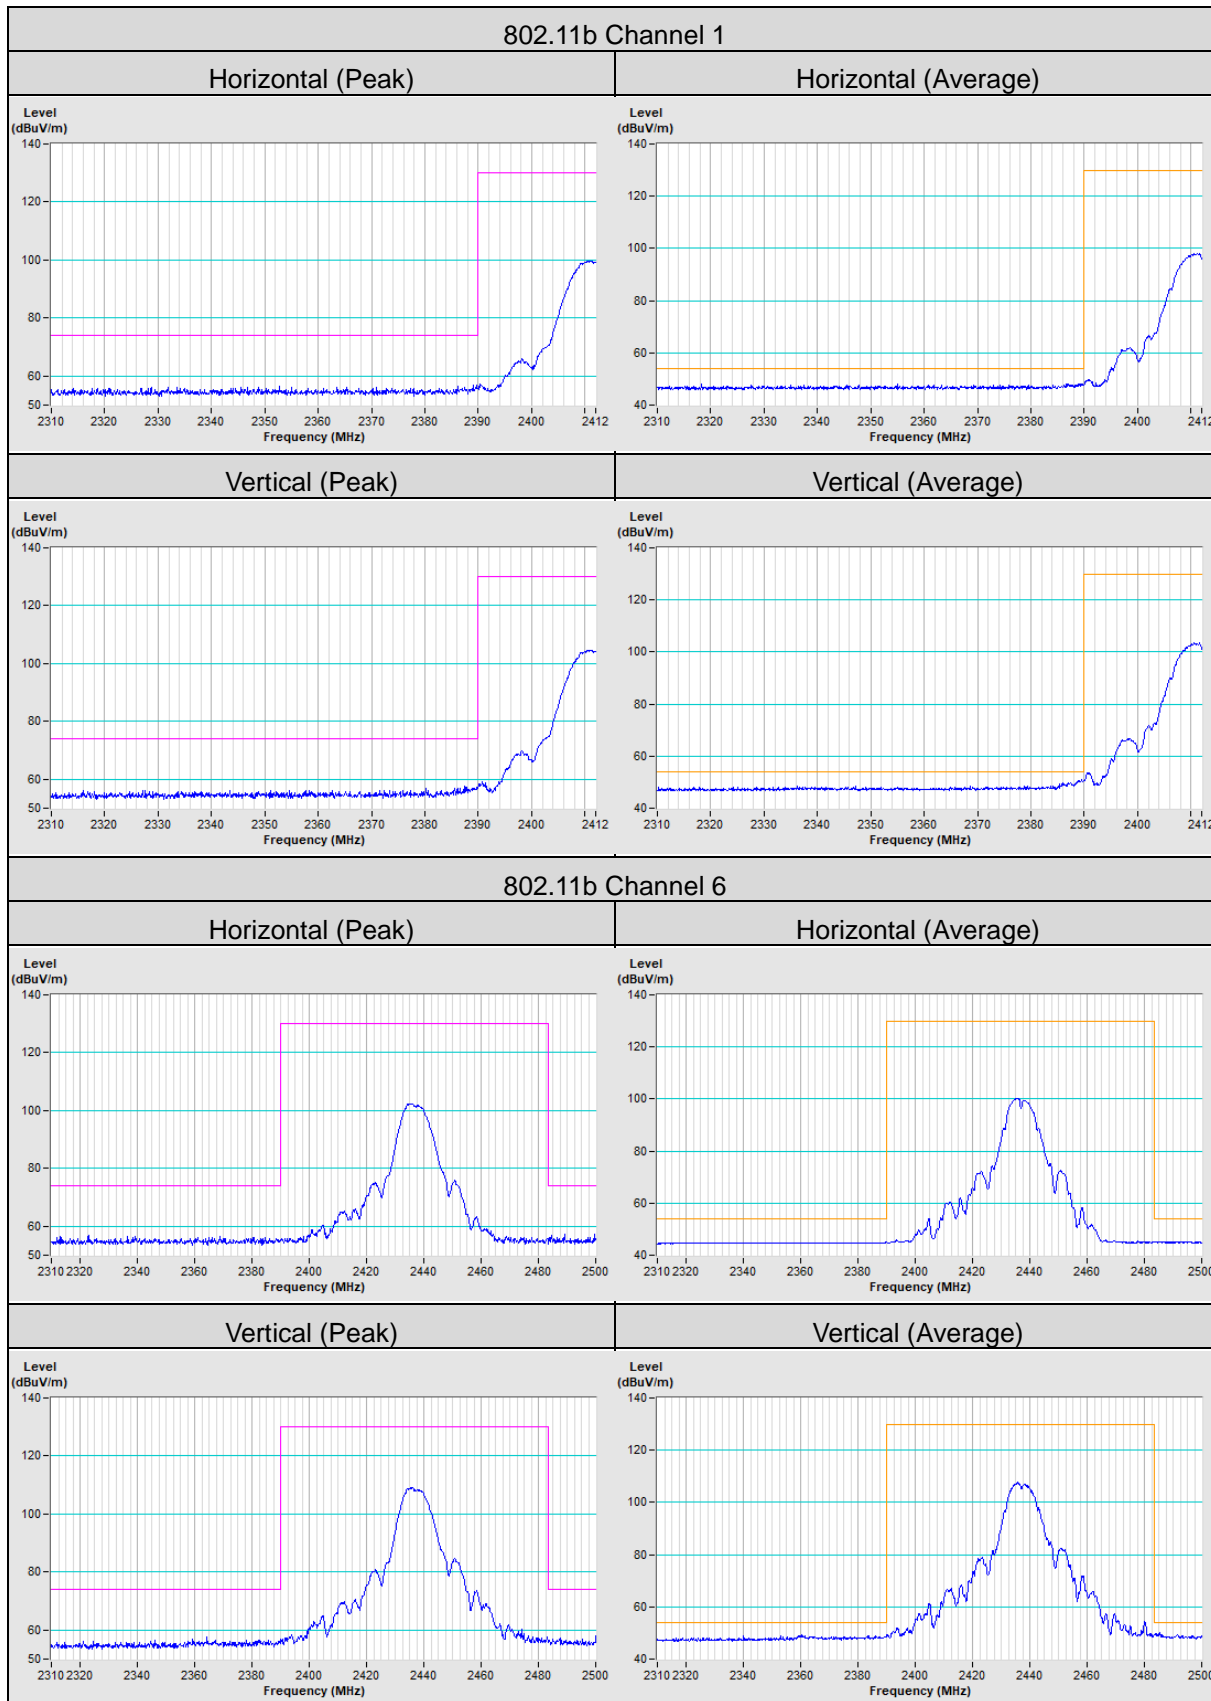 802.11b Channel 1
Horizontal (Peak)
Horizontal (Average)
Level
(dBuV/m)
140
120
100
80
60
50
2310 2320 2330 2340 2350 2360 2370 2380 2390 2400 2412
Frequency (MHz)
Level
(dBuV/m)
140
120
100
80
60
40
2310 2320 2330 2340 2350 2360 2370 2380 2390 2400 2412
Frequency (MHz)
Vertical (Peak)
Vertical (Average)
Level
(dBuV/m)
140
120
100
80
60
50
2310 2320 2330 2340 2350 2360 2370 2380 2390 2400 2412
Frequency (MHz)
Level
(dBuV/m)
140
120
100
80
60
40
2310 2320 2330 2340 2350 2360 2370 2380 2390 2400 2412
Frequency (MHz)
802.11b Channel 6
Horizontal (Peak)
Horizontal (Average)
Level
(dBuV/m)
140
120
100
80
60
50
2310 2320 2340 2360 2380 2400 2420 2440 2460 2480 2500
Frequency (MHz)
Level
(dBuV/m)
140
120
100
80
60
40
2310 2320 2340 2360 2380 2400 2420 2440 2460 2480 2500
Frequency (MHz)
Vertical (Peak)
Vertical (Average)
Level
(dBuV/m)
140
120
100
80
60
50
2310 2320 2340 2360 2380 2400 2420 2440 2460 2480 2500
Frequency (MHz)
Level
(dBuV/m)
140
120
100
80
60
40
2310 2320 2340 2360 2380 2400 2420 2440 2460 2480 2500
Frequency (MHz)